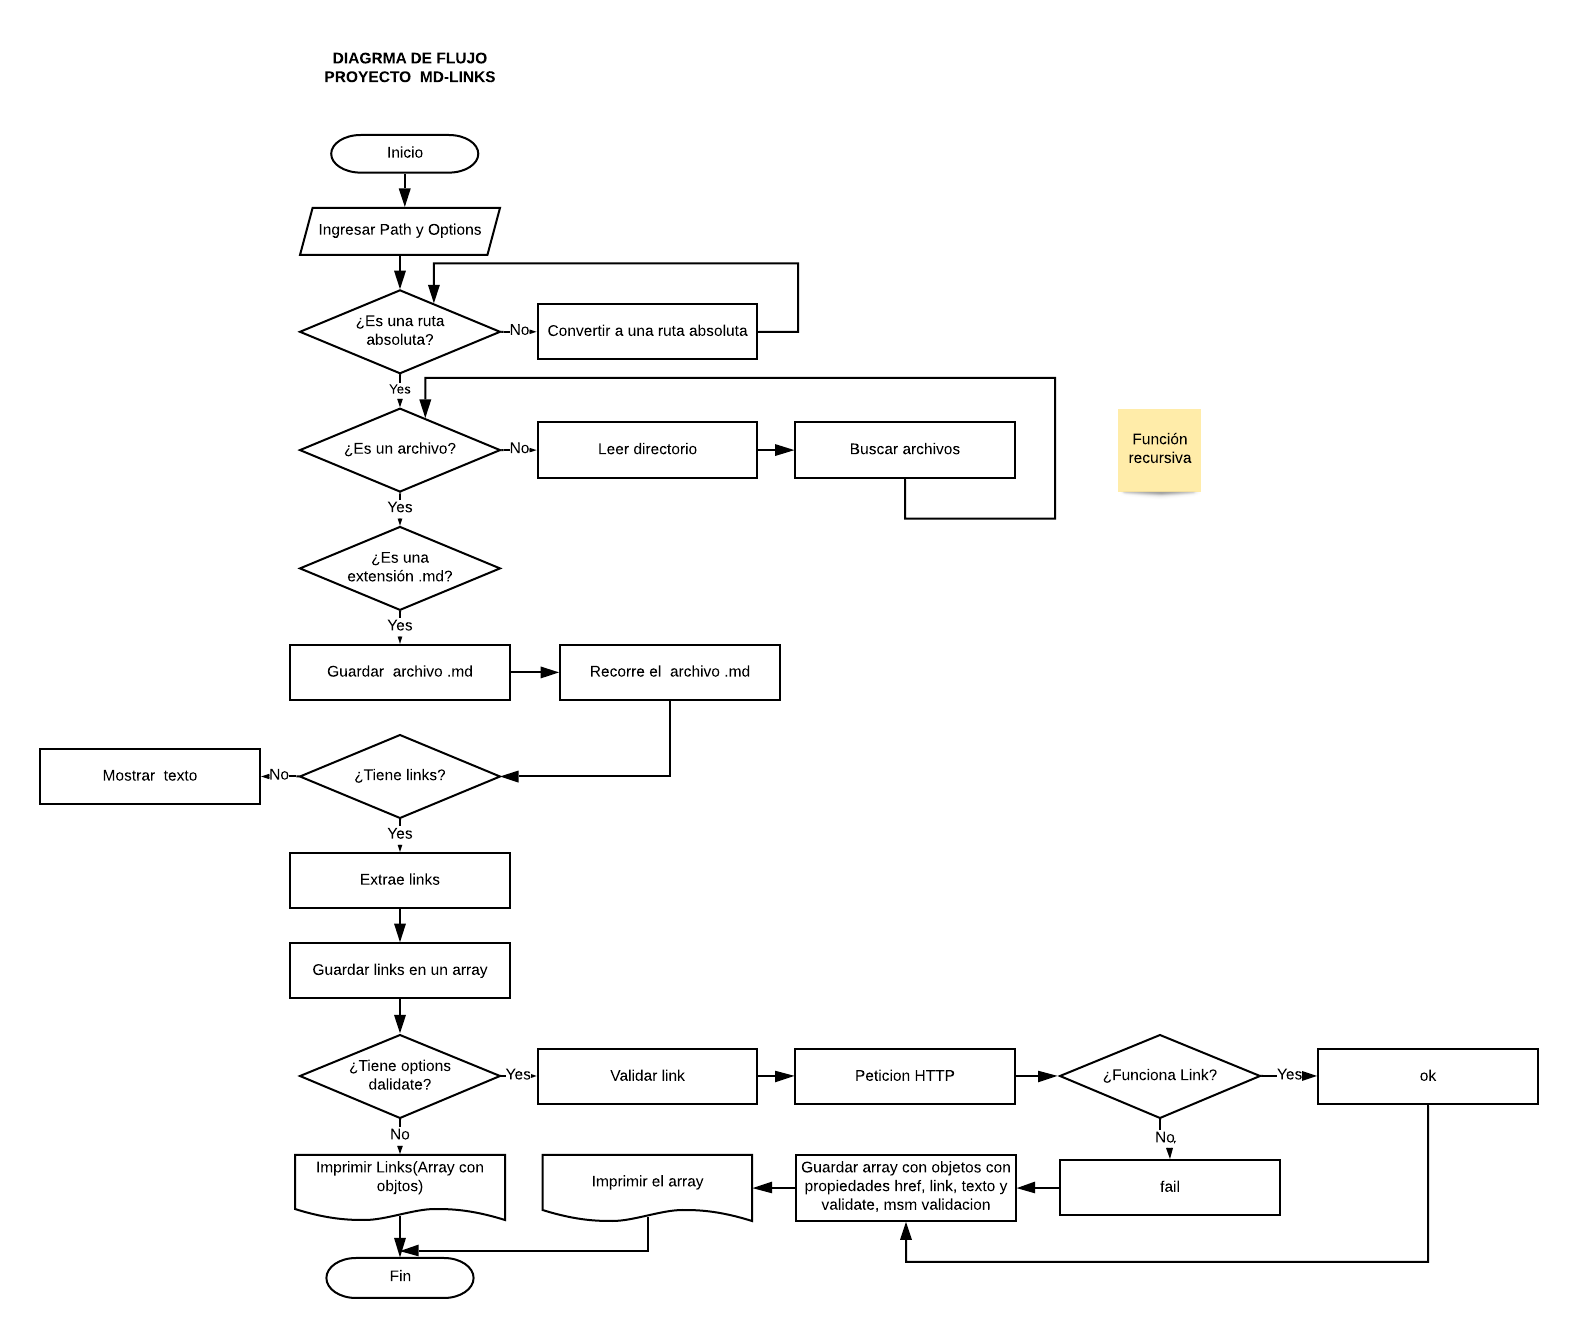 DIAGRMA DE FLUJO
PROYECTO  MD-LINKS
Inicio
Ingresar Path y Options
¿Es una ruta
absoluta?
No
Convertir a una ruta absoluta
Yes
¿Es un archivo?
No
Leer directorio
Buscar archivos
Función
recursiva
Yes
¿Es una
extensión .md?
Yes
Guardar  archivo .md
Recorre el  archivo .md
¿Tiene links?
No
Mostrar  texto
Yes
Extrae links
Guardar links en un array
¿Tiene options
dalidate?
Yes
Validar link
Peticion HTTP
¿Funciona Link?
Yes
ok
No
No,
Imprimir Links(Array con
objtos)
Imprimir el array
Guardar array con objetos con
propiedades href, link, texto y
validate, msm validacion
fail
Fin